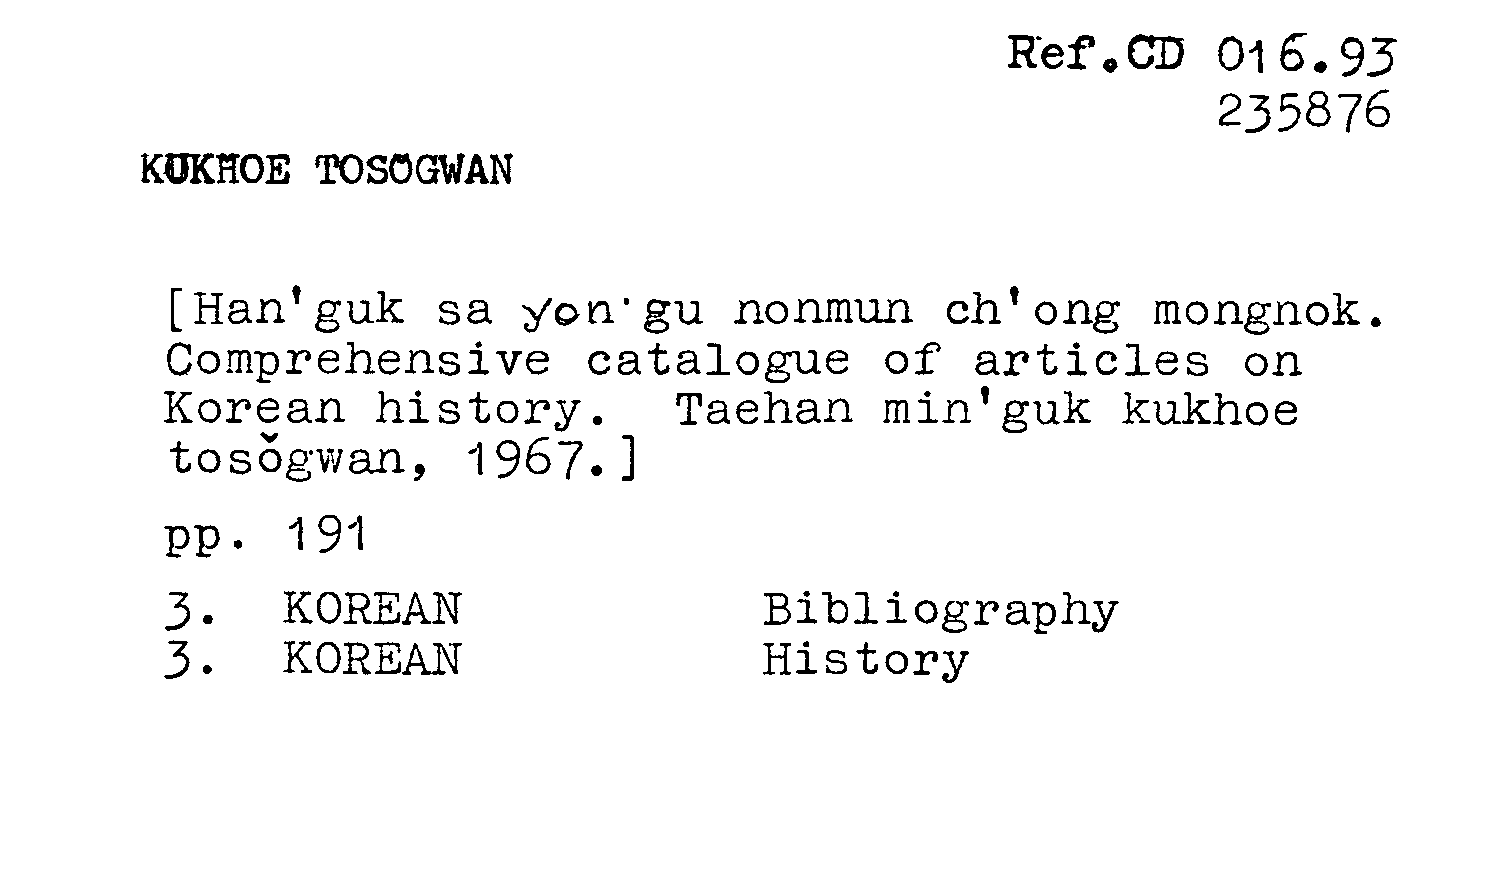 Ref.CD 016.93
235876
KUKHOE TOSOGWAN
[Han'guk sa yon'gu nonmun ch'ong mongnok.
Comprehensive catalogue of articles on
Korean history. Taehan min'guk kukhoe
tosŏgwan, 1967.]
pp. 191
3. KOREAN Bibliography
3. KOREAN History